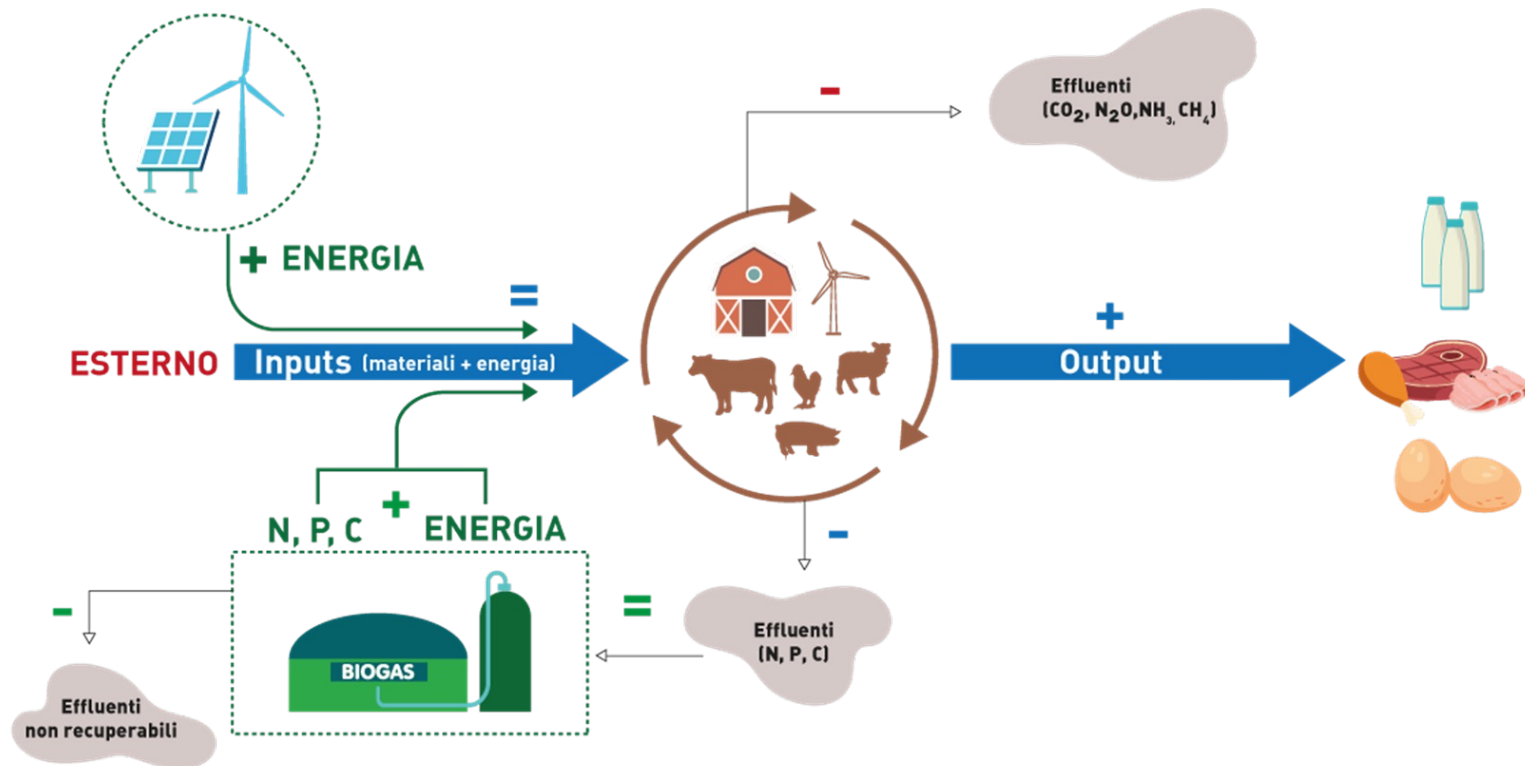 Effluenti
(CO₂, N₂O,NH₃, CH₄)
-
+ ENERGIA
=
+
ESTERNO
Inputs (materiali + energia)
Output
N, P, C + ENERGIA
-
-
=
BIOGAS
Effluenti
(N, P, C)
Effluenti
non recuperabili